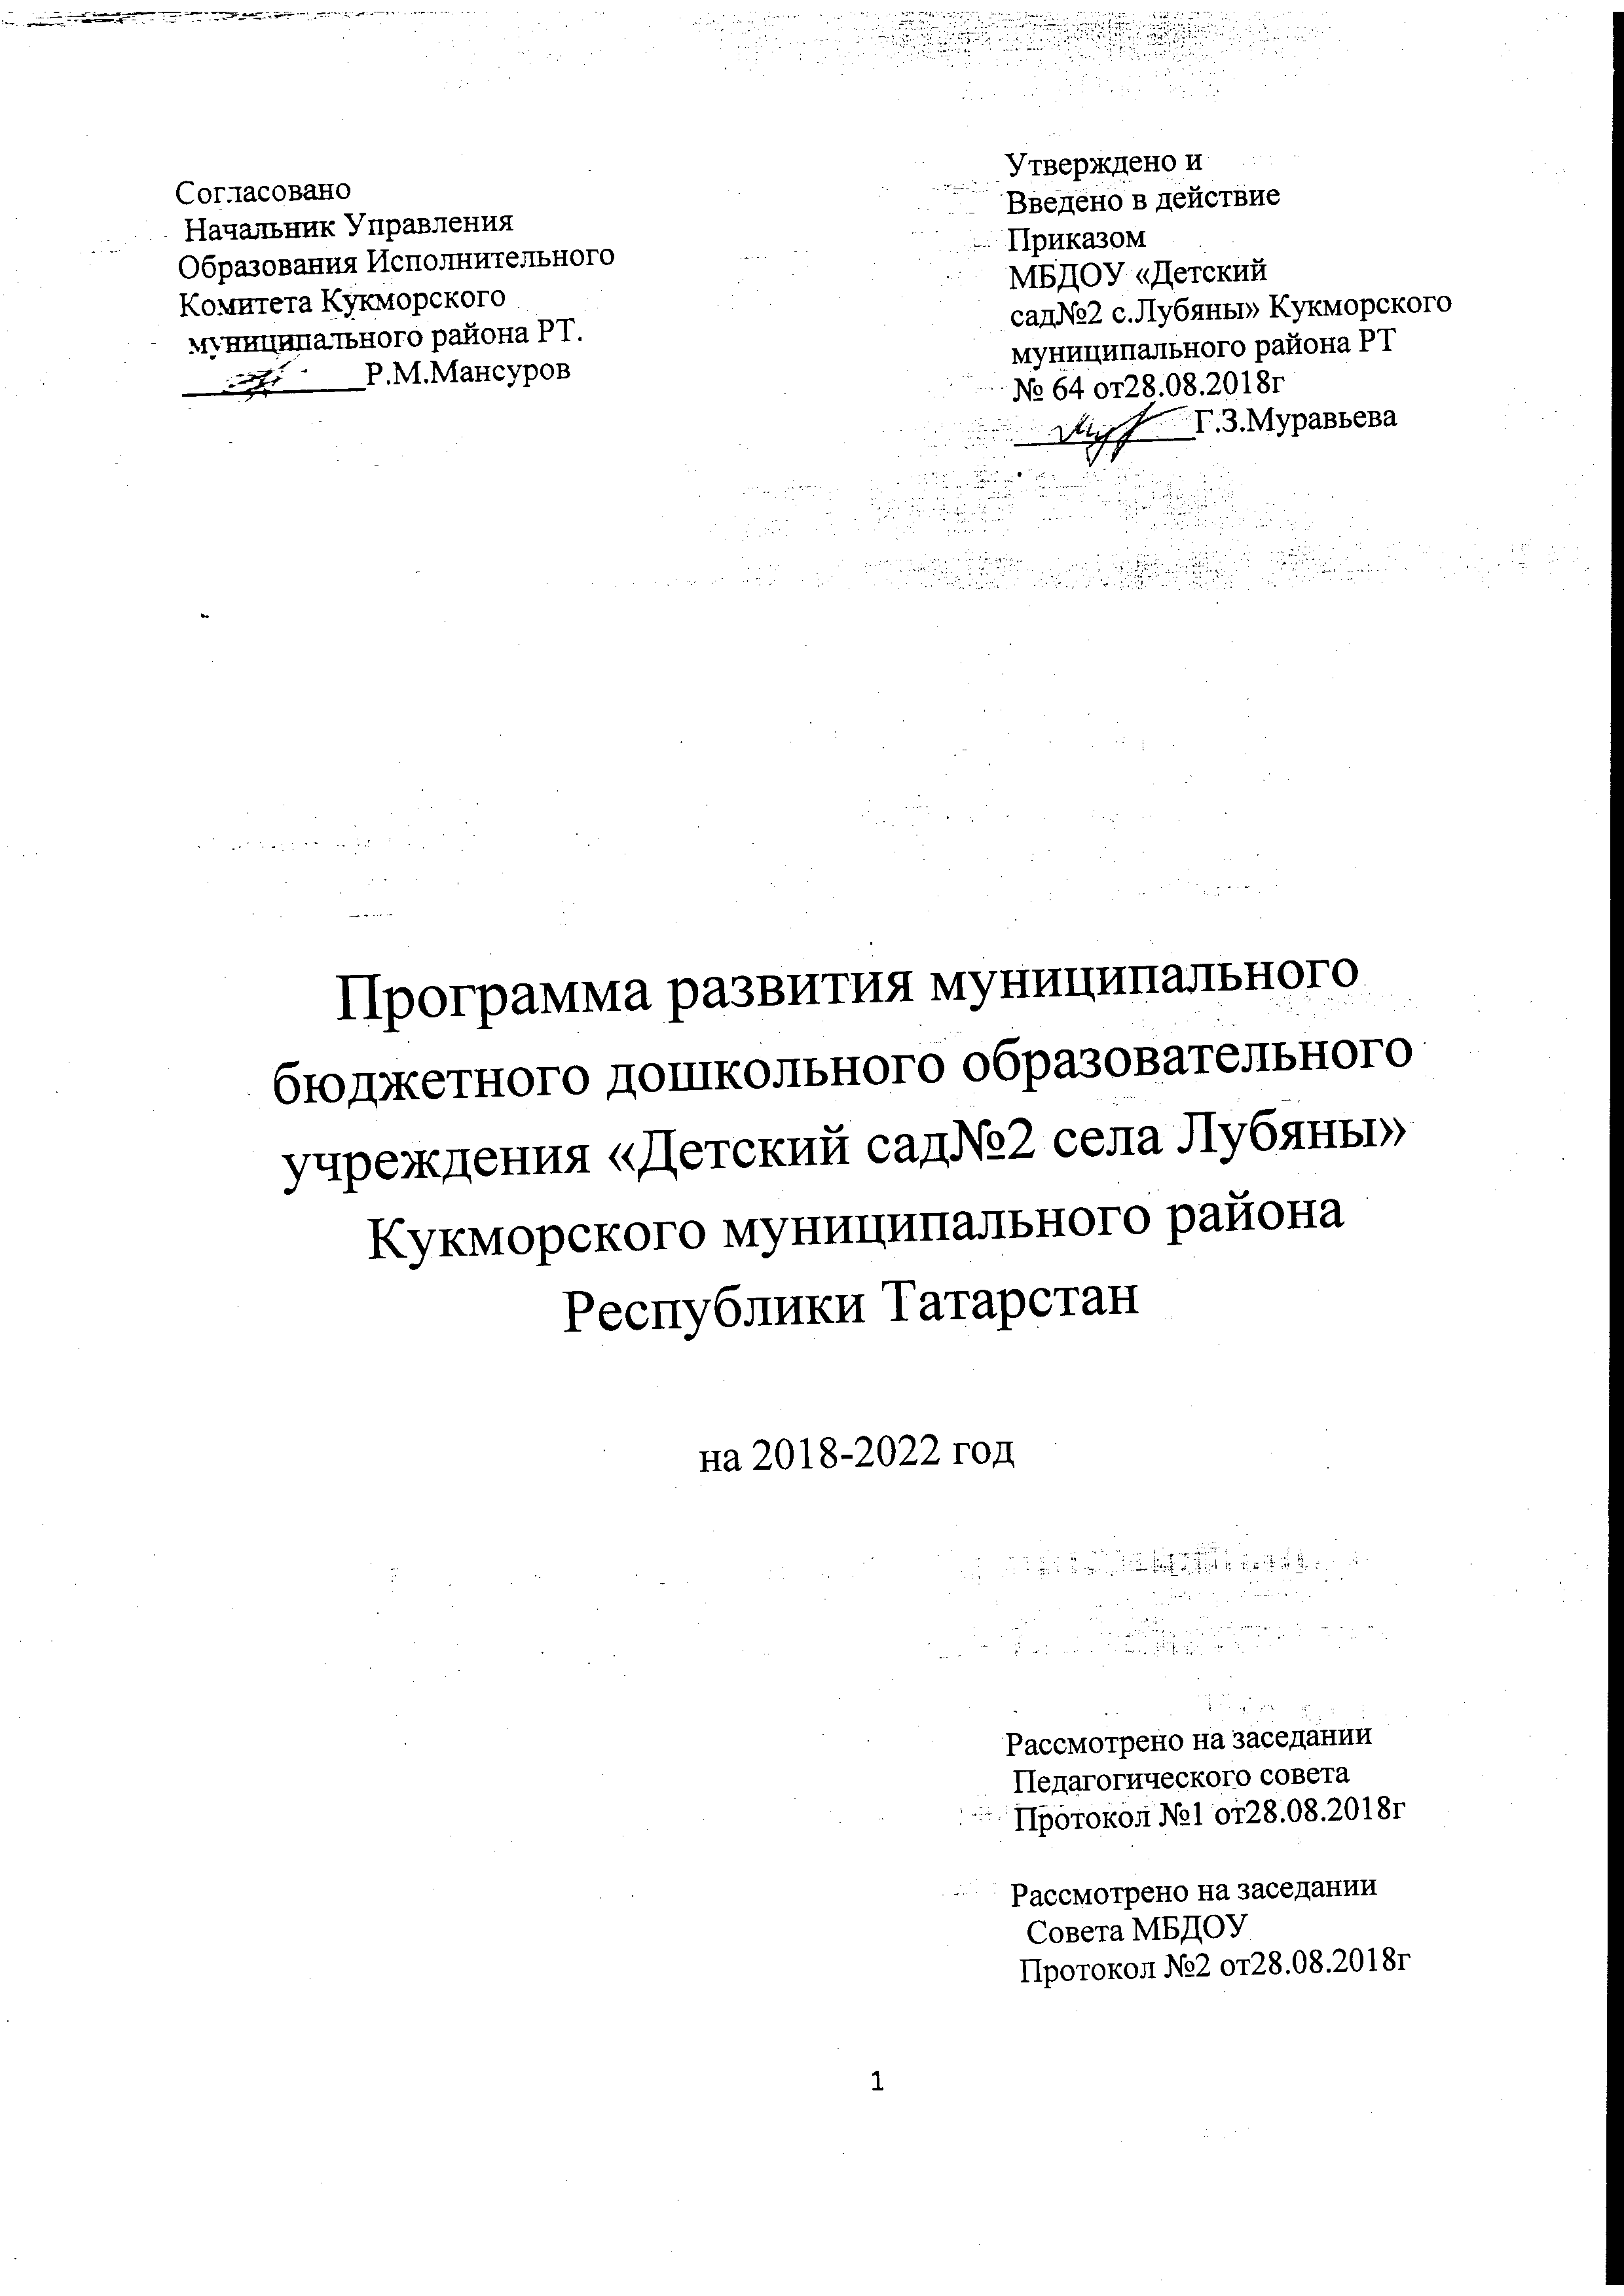 Согласовано
Начальник Управления
Образования Исполнительного
Комитета Кукморского
муниципального района РТ.
Р.М.Мансуров
Утверждено и
Введено в действие
Приказом
МБДОУ «Детский
сад№2 с.Лубяны» Кукморского
муниципального района РТ
№ 64 от28.08.2018г
Г.З.Муравьева
Программа развития муниципального
бюджетного дошкольного образовательного
учреждения «Детский сад№2 села Лубяны»
Кукморского муниципального района
Республики Татарстан
на 2018-2022 год
Рассмотрено на заседании
Педагогического совета
Протокол №1 от28.08.2018г
Рассмотрено на заседании
Совета МБДОУ
Протокол №2 от28.08.2018г
1